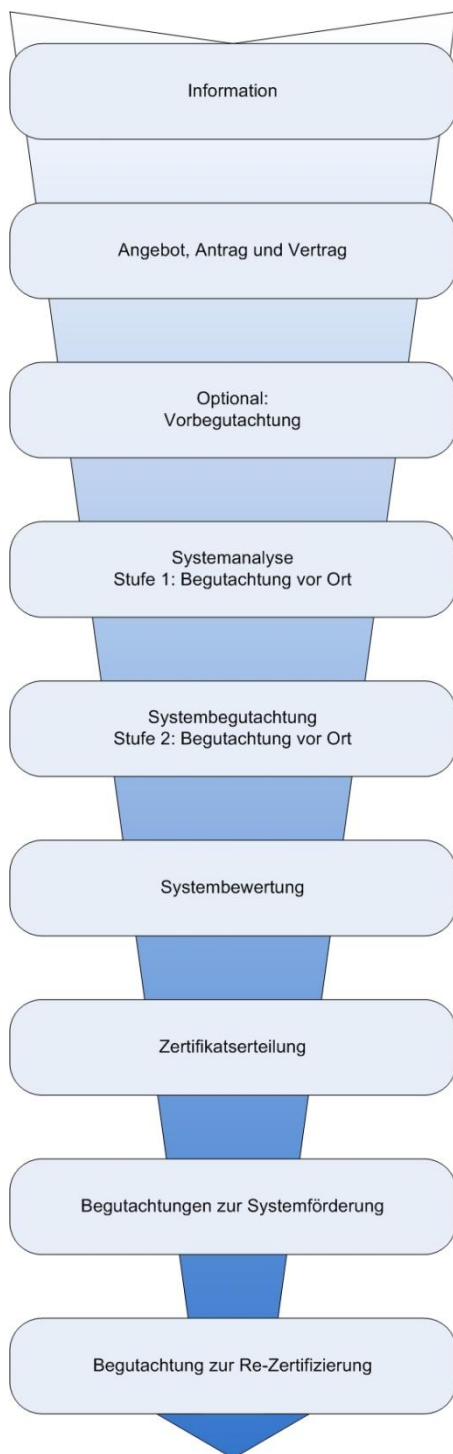 Information
Angebot, Antrag und Vertrag
Optional:
Vorbegutachtung
Systemanalyse
Stufe 1: Begutachtung vor Ort
Systembegutachtung
Stufe 2: Begutachtung vor Ort
Systembewertung
Zertifikatserteilung
Begutachtungen zur Systemförderung
Begutachtung zur Re-Zertifizierung